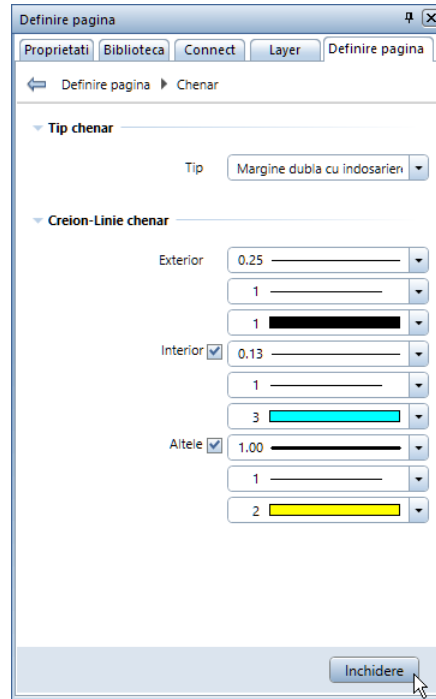 Definire pagina
Proprietati Biblioteca Connect Layer Definire pagina
Definire pagina Chenar
Tip chenar
Tip Margine dubla cu indosariere
Creion-Linie chenar
Exterior 0.25
1
1
Interior 0.13
1
3
Altele 1.00
1
2
Inchidere